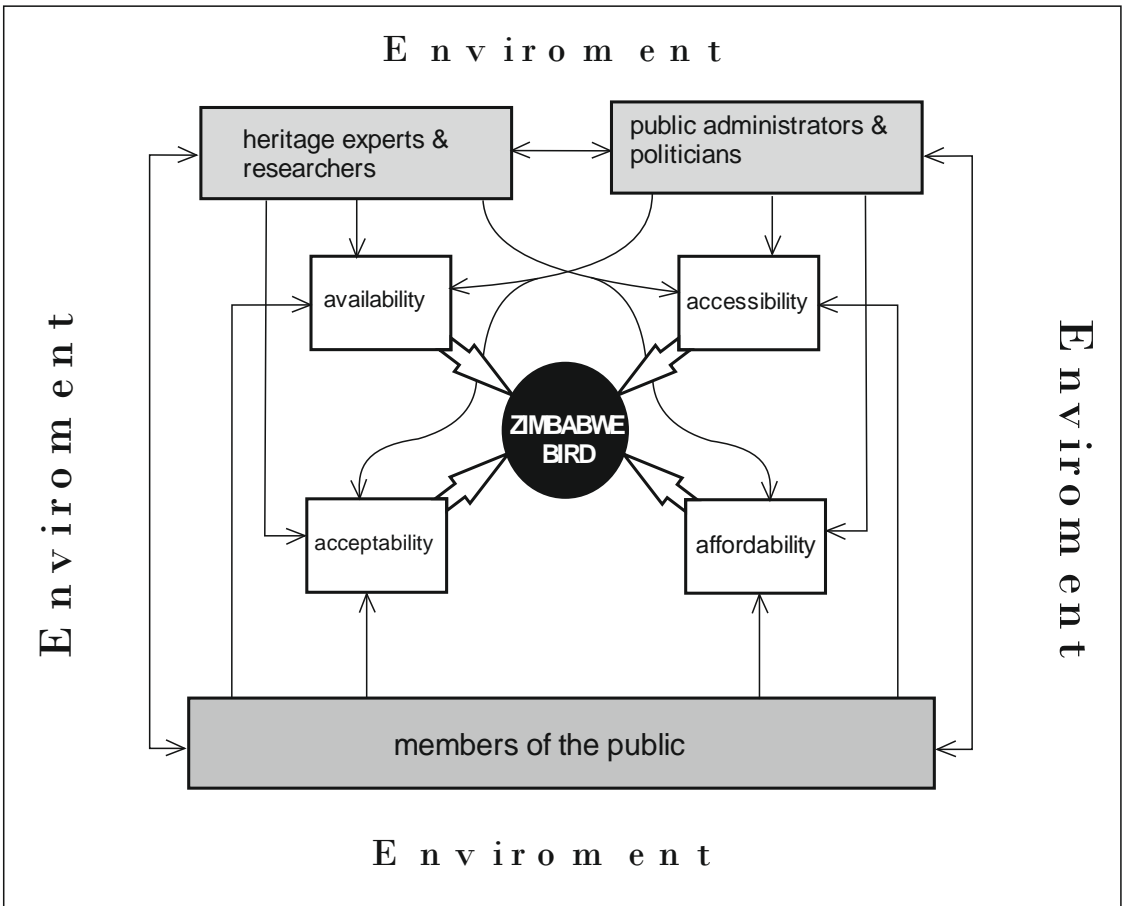 Enviroment
heritage experts &
researchers
public administrators &
politicians
availability
accessibility
Enviroment
Enviroment
ZIMBABWE
BIRD
acceptability
affordability
members of the public
Enviroment